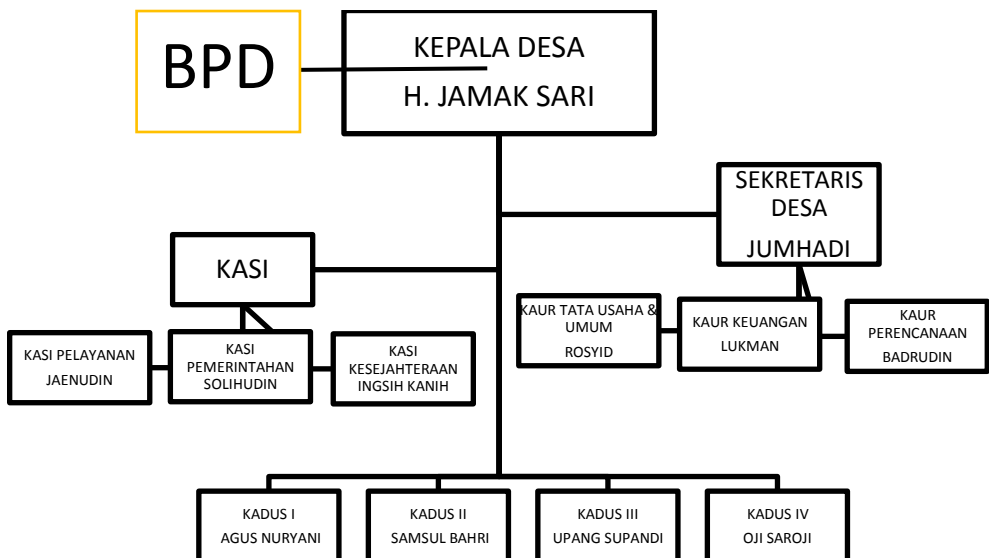 BPD
KEPALA DESA
H. JAMAK SARI
SEKRETARIS
DESA
JUMHADI
KASI
KAUR TATA USAHA &
UMUM
ROSYID
KAUR KEUANGAN
LUKMAN
KAUR
PERENCANAAN
BADRUDIN
KASI PELAYANAN
JAENUDIN
KASI
PEMERINTAHAN
SOLIHUDIN
KASI
KESEJAHTERAAN
INGSIH KANIH
KADUS I
AGUS NURYANI
KADUS II
SAMSUL BAHRI
KADUS III
UPANG SUPANDI
KADUS IV
OJI SAROJI